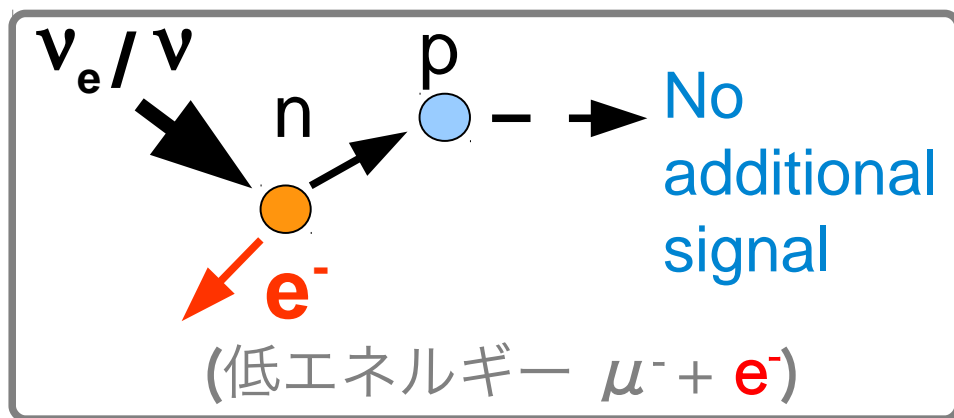 νₑ / ν
p
n
No
additional
signal
e⁻
(低エネルギー μ⁻ + e⁻)